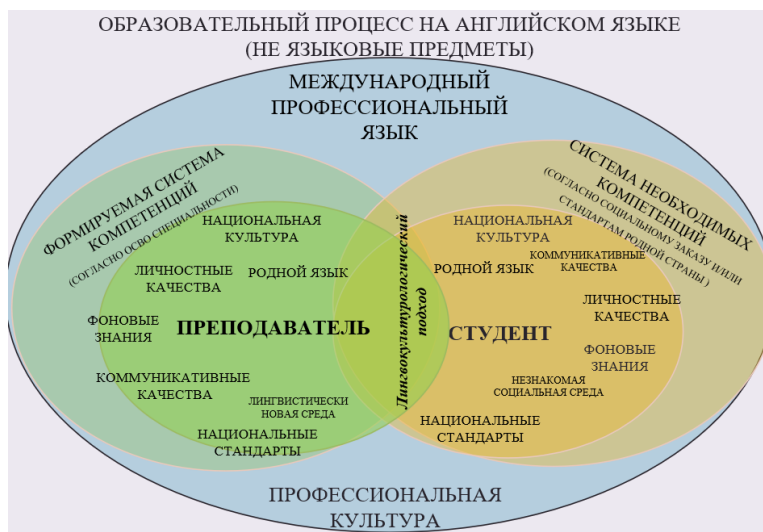 ОБРАЗОВАТЕЛЬНЫЙ ПРОЦЕСС НА АНГЛИЙСКОМ ЯЗЫКЕ
(НЕ ЯЗЫКОВЫЕ ПРЕДМЕТЫ)
МЕЖДУНАРОДНЫЙ
ПРОФЕССИОНАЛЬНЫЙ
ЯЗЫК
ФОРМИРУЕМАЯ СИСТЕМА
КОМПЕТЕНЦИЙ
(СОГЛАСНО ОСВО СПЕЦИАЛЬНОСТИ)
НАЦИОНАЛЬНАЯ
КУЛЬТУРА
ЛИЧНОСТНЫЕ
КАЧЕСТВА
РОДНОЙ ЯЗЫК
ФОНОВЫЕ
ЗНАНИЯ
ПРЕПОДАВАТЕЛЬ
КОММУНИКАТИВНЫЕ
КАЧЕСТВА
ЛИНГВИСТИЧЕСКИ
НОВАЯ СРЕДА
НАЦИОНАЛЬНЫЕ
СТАНДАРТЫ
Лингвокультурологический
подход
СИСТЕМА НЕОБХОДИМЫХ
КОМПЕТЕНЦИЙ
(СОГЛАСНО СОЦИАЛЬНОМУ ЗАКАЗУ И/ИЛИ
СТАНДАРТАМ РОДНОЙ СТРАНЫ)
НАЦИОНАЛЬНАЯ
КУЛЬТУРА
РОДНОЙ ЯЗЫК
КОММУНИКАТИВНЫЕ
КАЧЕСТВА
ЛИЧНОСТНЫЕ
КАЧЕСТВА
СТУДЕНТ
ФОНОВЫЕ
ЗНАНИЯ
НЕЗНАКОМАЯ
СОЦИАЛЬНАЯ СРЕДА
НАЦИОНАЛЬНЫЕ
СТАНДАРТЫ
ПРОФЕССИОНАЛЬНАЯ
КУЛЬТУРА